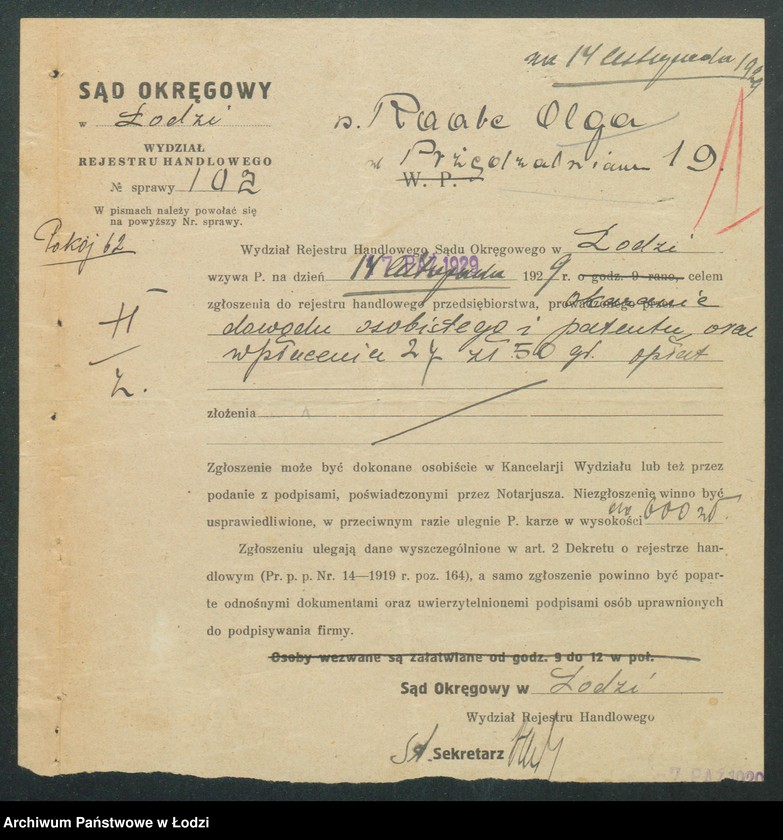 na 14 listopada 1929
SĄD OKRĘGOWY
w Łodzi
WYDZIAŁ
REJESTRU HANDLOWEGO
№ sprawy 102
W pismach należy powołać się
na powyższy Nr. sprawy.
p. Raabe Olga
Przędzalniana 19.
W. P.
Pokój 62
Wydział Rejestru Handlowego Sądu Okręgowego w Łodzi
wzywa P. na dzień 14 listopada 1929 r. o godz. 9 rano, celem
zgłoszenia do rejestru handlowego przedsiębiorstwa, prowadzonego przez okazanie
dowodu osobistego i patentu, oraz
wpłacenia 27 zł 50 gr. opłat
złożenia
Zgłoszenie może być dokonane osobiście w Kancelarji Wydziału lub też przez
podanie z podpisami, poświadczonymi przez Notarjusza. Niezgłoszenie winno być
usprawiedliwione, w przeciwnym razie ulegnie P. karze w wysokości do 600 zł.
Zgłoszeniu ulegają dane wyszczególnione w art. 2 Dekretu o rejestrze han-
dlowym (Pr. p. p. Nr. 14—1919 r. poz. 164), a samo zgłoszenie powinno być popar-
te odnośnymi dokumentami oraz uwierzytelnionemi podpisami osób uprawnionych
do podpisywania firmy.
Osoby wezwane są załatwiane od godz. 9 do 12 w poł.
Sąd Okręgowy w Łodzi
Wydział Rejestru Handlowego
St. Sekretarz
7 PAŹ 1929
Archiwum Państwowe w Łodzi